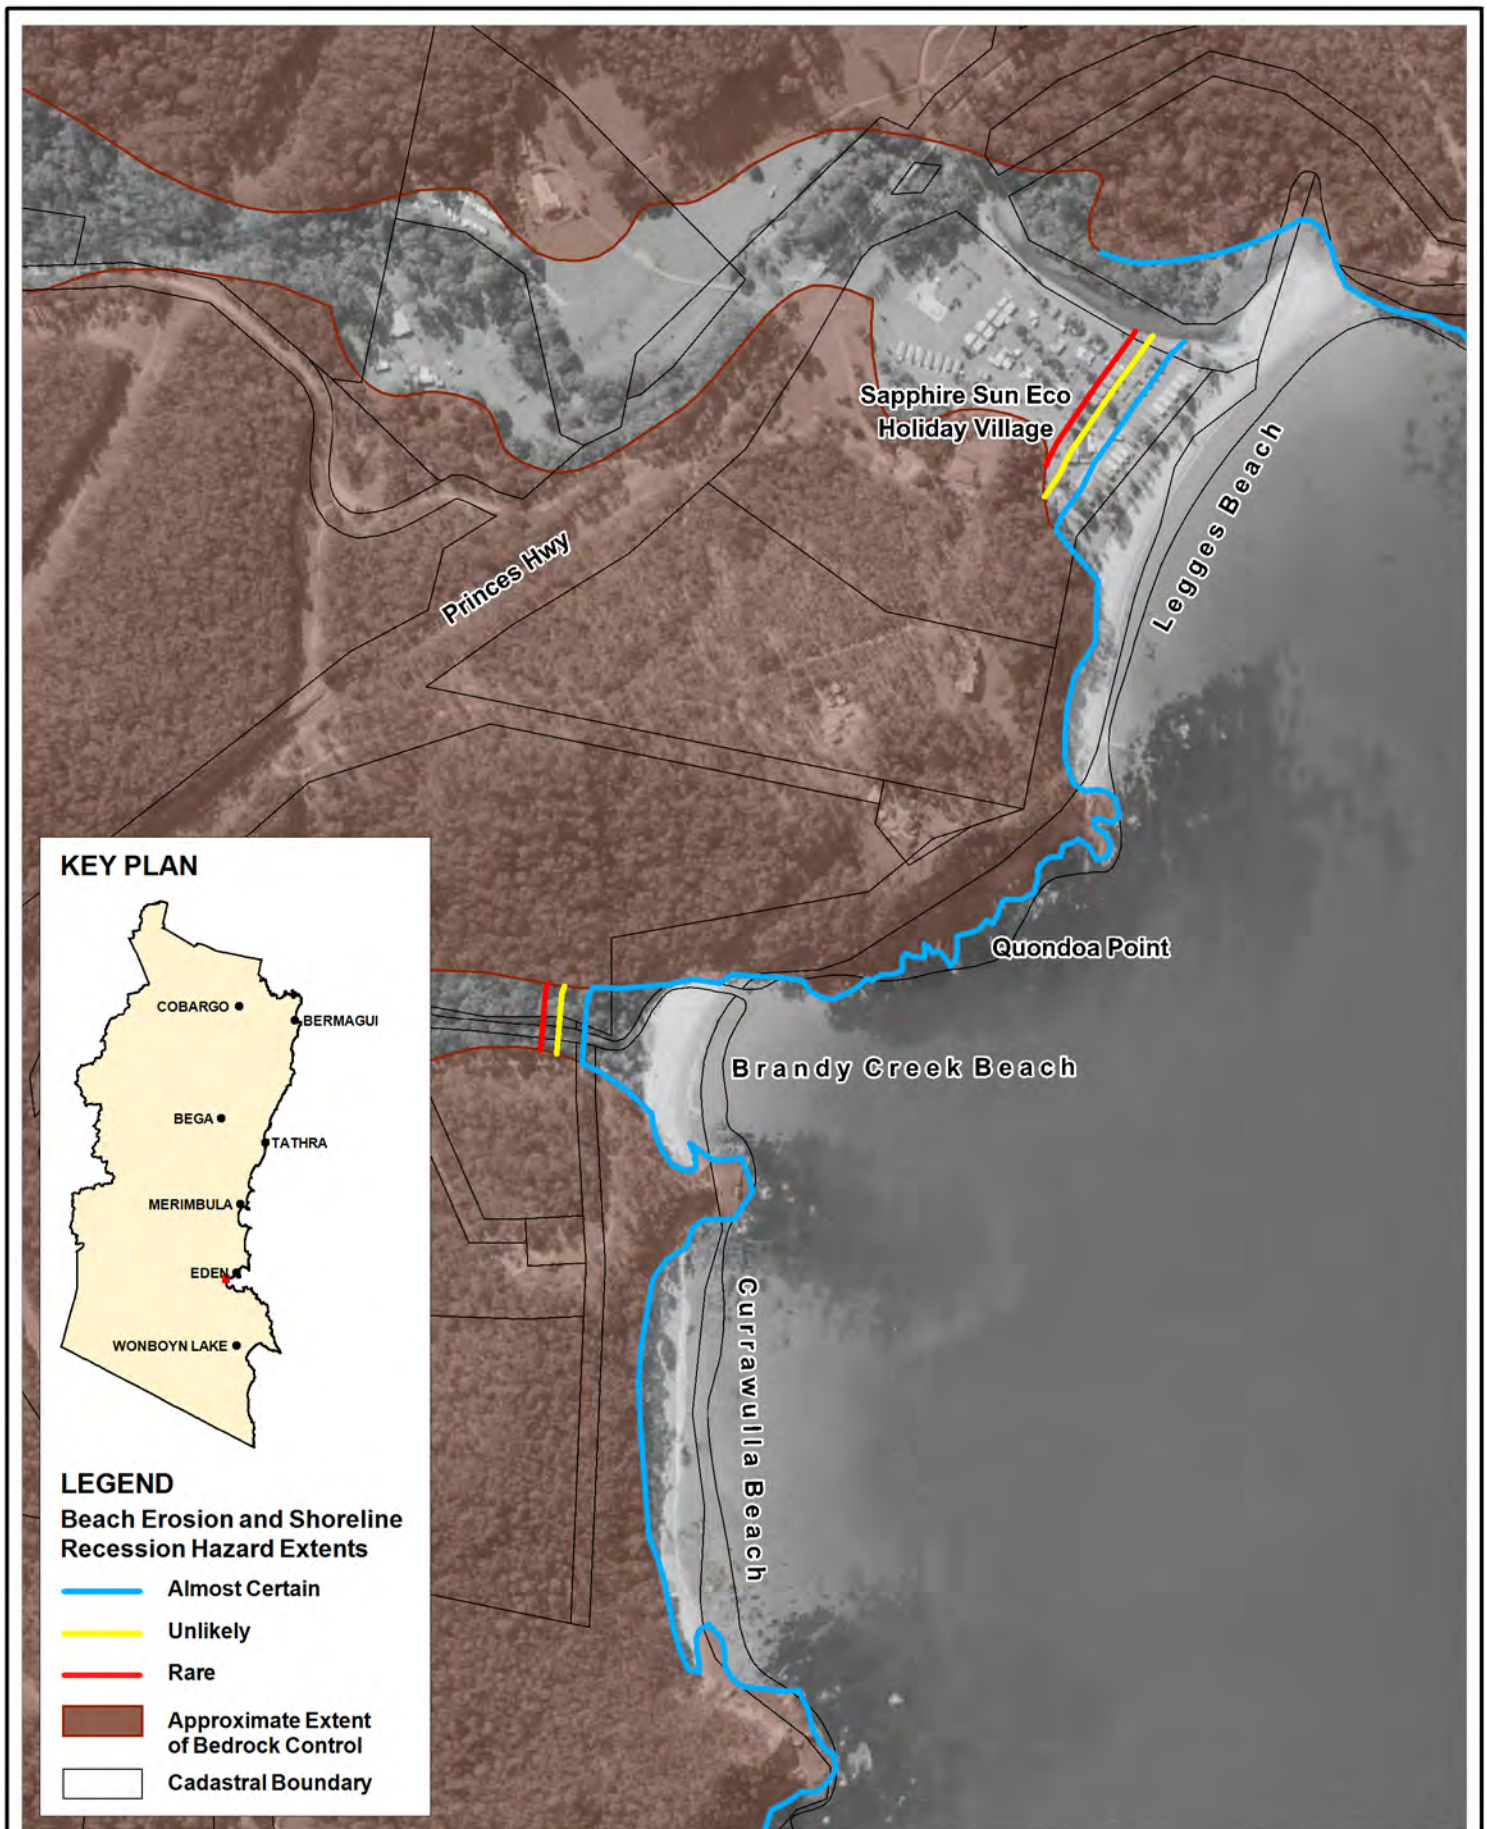 Sapphire Sun Eco
Holiday Village
Legges Beach
Princes Hwy
Quondoa Point
Brandy Creek Beach
Currawulla Beach
KEY PLAN
COBARGO
BERMAGUI
BEGA
TATHRA
MERIMBULA
EDEN
WONBOYN LAKE
LEGEND
Beach Erosion and Shoreline
Recession Hazard Extents
Almost Certain
Unlikely
Rare
Approximate Extent
of Bedrock Control
Cadastral Boundary